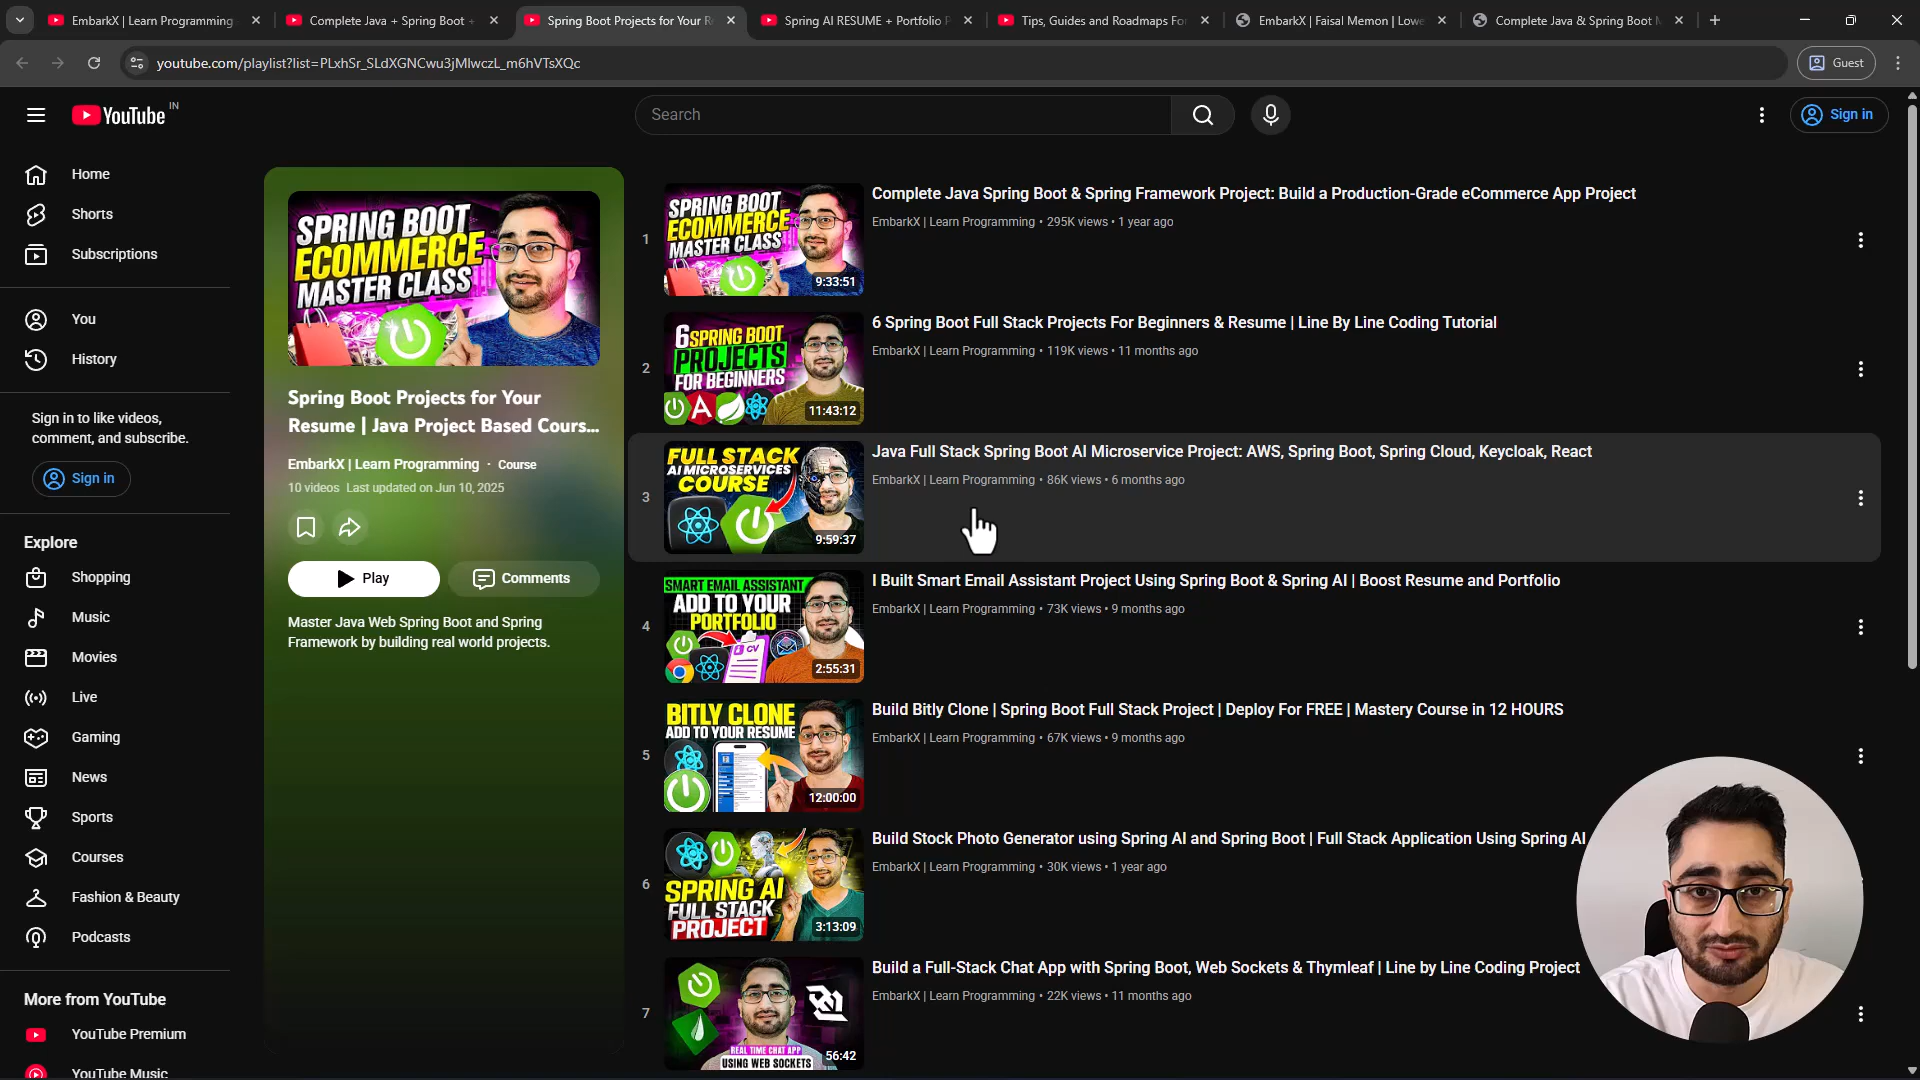 EmbarkX | Learn Programming
Complete Java + Spring Boot +
Spring Boot Projects for Your R
Spring AI RESUME + Portfolio P
Tips, Guides and Roadmaps Fo
EmbarkX | Faisal Memon | Lowe
Complete Java & Spring Boot M
youtube.com/playlist?list=PLxhSr_SLdXGNCwu3jMIwczL_m6hVTsXQc
Guest
YouTube IN
Search
Sign in
Home
Shorts
Subscriptions
You
History
Sign in to like videos,
comment, and subscribe.
Sign in
Explore
Shopping
Music
Movies
Live
Gaming
News
Sports
Courses
Fashion & Beauty
Podcasts
More from YouTube
YouTube Premium
YouTube Music
SPRING BOOT
ECOMMERCE
MASTER CLASS
Spring Boot Projects for Your
Resume | Java Project Based Cours...
EmbarkX | Learn Programming · Course
10 videos Last updated on Jun 10, 2025
Play
Comments
Master Java Web Spring Boot and Spring
Framework by building real world projects.
1
SPRING BOOT
ECOMMERCE
MASTER CLASS
9:33:51
Complete Java Spring Boot & Spring Framework Project: Build a Production-Grade eCommerce App Project
EmbarkX | Learn Programming • 295K views • 1 year ago
2
6 SPRING BOOT
PROJECTS
FOR BEGINNERS
11:43:12
6 Spring Boot Full Stack Projects For Beginners & Resume | Line By Line Coding Tutorial
EmbarkX | Learn Programming • 119K views • 11 months ago
3
FULL STACK
AI MICROSERVICES
COURSE
9:59:37
Java Full Stack Spring Boot AI Microservice Project: AWS, Spring Boot, Spring Cloud, Keycloak, React
EmbarkX | Learn Programming • 86K views • 6 months ago
4
SMART EMAIL ASSISTANT
ADD TO YOUR
PORTFOLIO
CV
2:55:31
I Built Smart Email Assistant Project Using Spring Boot & Spring AI | Boost Resume and Portfolio
EmbarkX | Learn Programming • 73K views • 9 months ago
5
BITLY CLONE
ADD TO YOUR RESUME
12:00:00
Build Bitly Clone | Spring Boot Full Stack Project | Deploy For FREE | Mastery Course in 12 HOURS
EmbarkX | Learn Programming • 67K views • 9 months ago
6
SPRING AI
FULL STACK
PROJECT
3:13:09
Build Stock Photo Generator using Spring AI and Spring Boot | Full Stack Application Using Spring AI
EmbarkX | Learn Programming • 30K views • 1 year ago
7
REAL TIME CHAT APP
USING WEB SOCKETS
56:42
Build a Full-Stack Chat App with Spring Boot, Web Sockets & Thymleaf | Line by Line Coding Project
EmbarkX | Learn Programming • 22K views • 11 months ago